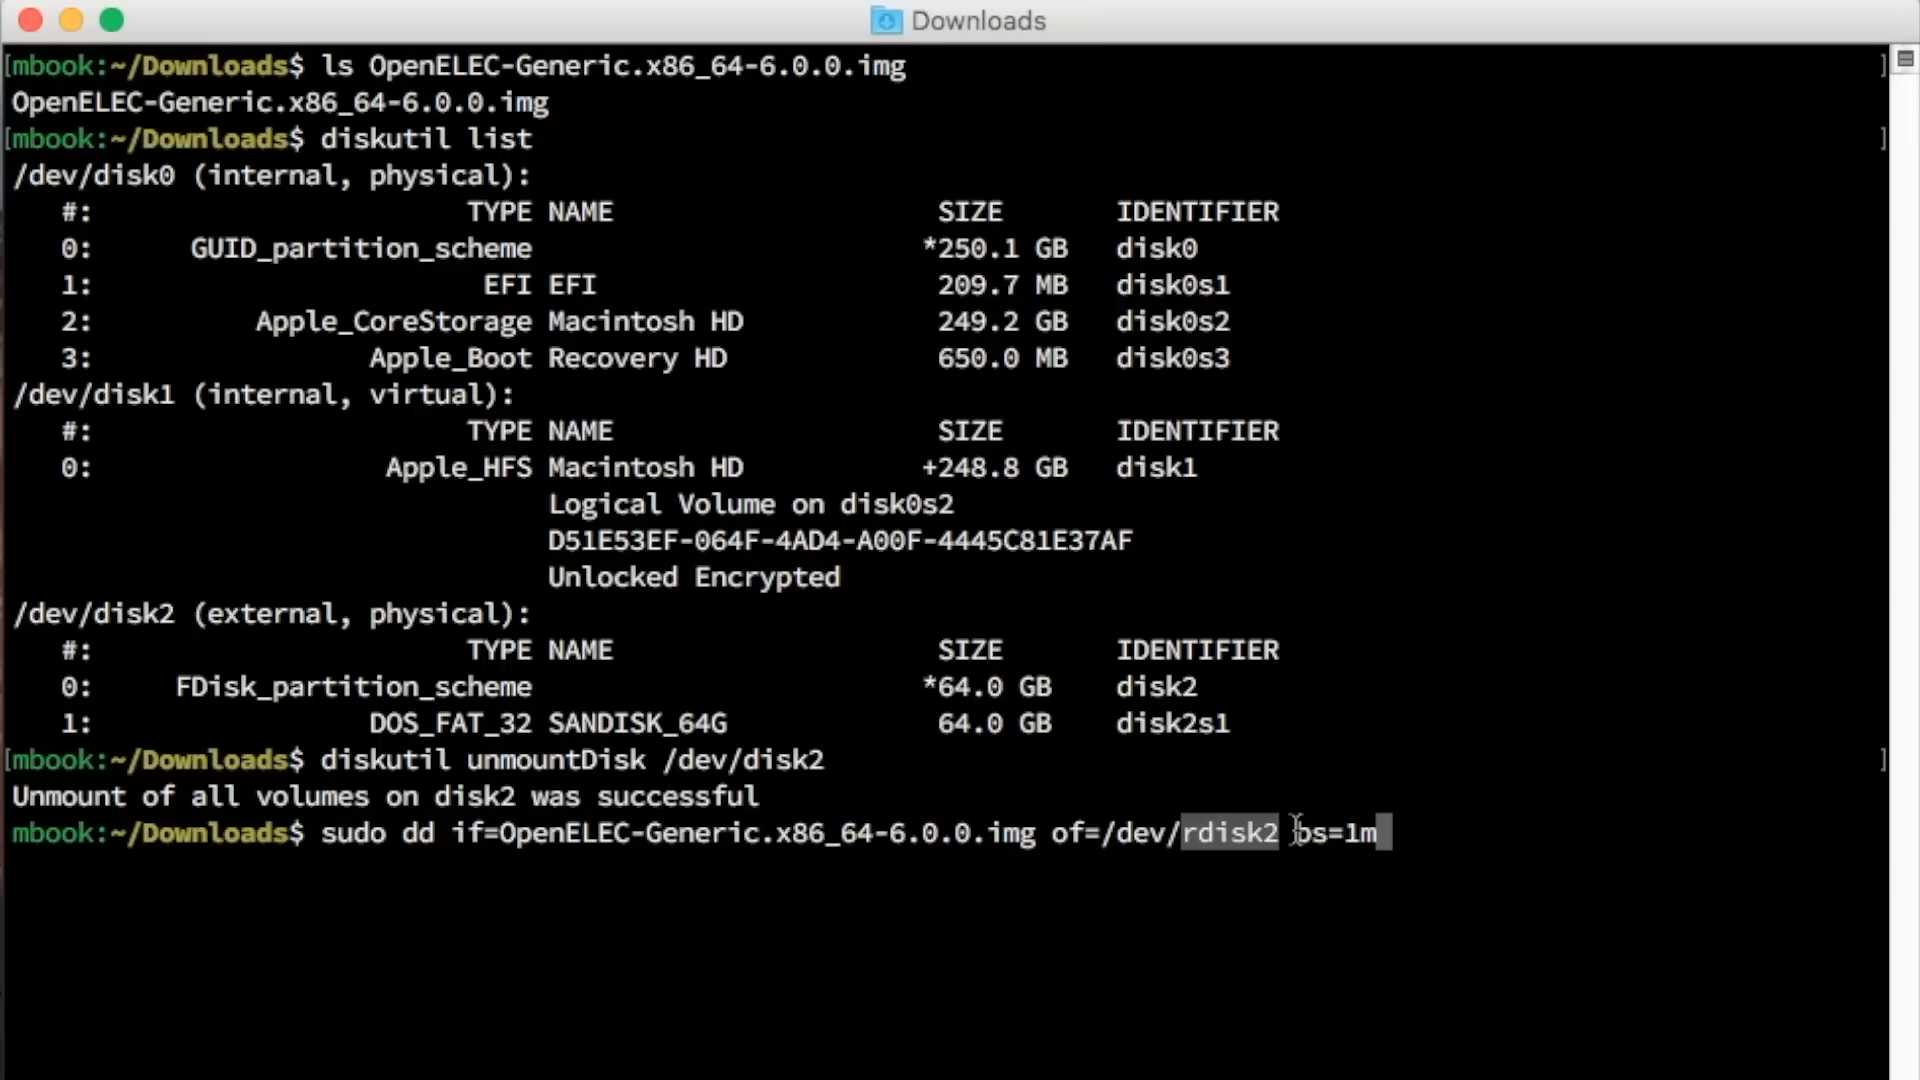 Downloads
[mbook:~/Downloads$ ls OpenELEC-Generic.x86_64-6.0.0.img ]
OpenELEC-Generic.x86_64-6.0.0.img
[mbook:~/Downloads$ diskutil list ]
/dev/disk0 (internal, physical):
#: TYPE NAME SIZE IDENTIFIER
0: GUID_partition_scheme *250.1 GB disk0
1: EFI EFI 209.7 MB disk0s1
2: Apple_CoreStorage Macintosh HD 249.2 GB disk0s2
3: Apple_Boot Recovery HD 650.0 MB disk0s3
/dev/disk1 (internal, virtual):
#: TYPE NAME SIZE IDENTIFIER
0: Apple_HFS Macintosh HD +248.8 GB disk1
Logical Volume on disk0s2
D51E53EF-064F-4AD4-A00F-4445C81E37AF
Unlocked Encrypted
/dev/disk2 (external, physical):
#: TYPE NAME SIZE IDENTIFIER
0: FDisk_partition_scheme *64.0 GB disk2
1: DOS_FAT_32 SANDISK_64G 64.0 GB disk2s1
[mbook:~/Downloads$ diskutil unmountDisk /dev/disk2 ]
Unmount of all volumes on disk2 was successful
mbook:~/Downloads$ sudo dd if=OpenELEC-Generic.x86_64-6.0.0.img of=/dev/rdisk2 bs=1m